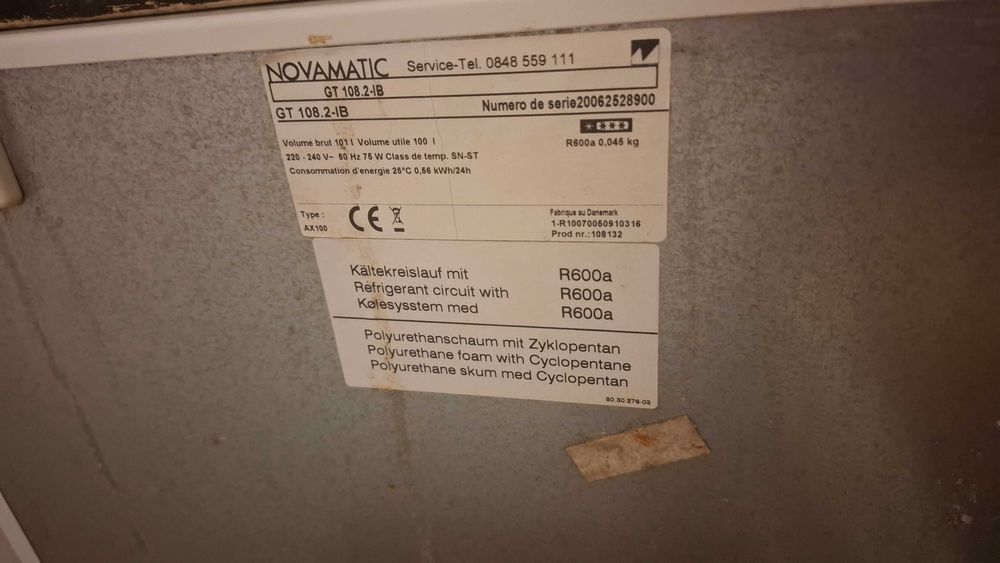 NOVAMATIC Service-Tel. 0848 559 111
GT 108.2-IB
GT 108.2-IB Numero de serie20062528900
Volume brut 101 l Volume utile 100 l
R600a 0,045 kg
220 - 240 V~ 50 Hz 75 W Class de temp. SN-ST
Consommation d'energie 25°C 0,56 kWh/24h
Type :
AX100
CE
Fabrique au Danemark
1-R10070050910316
Prod nr.:108132
Kältekreislauf mit R600a
Refrigerant circuit with R600a
Kølesysstem med R600a
Polyurethanschaum mit Zyklopentan
Polyurethane foam with Cyclopentane
Polyurethane skum med Cyclopentan
50.30.276-03